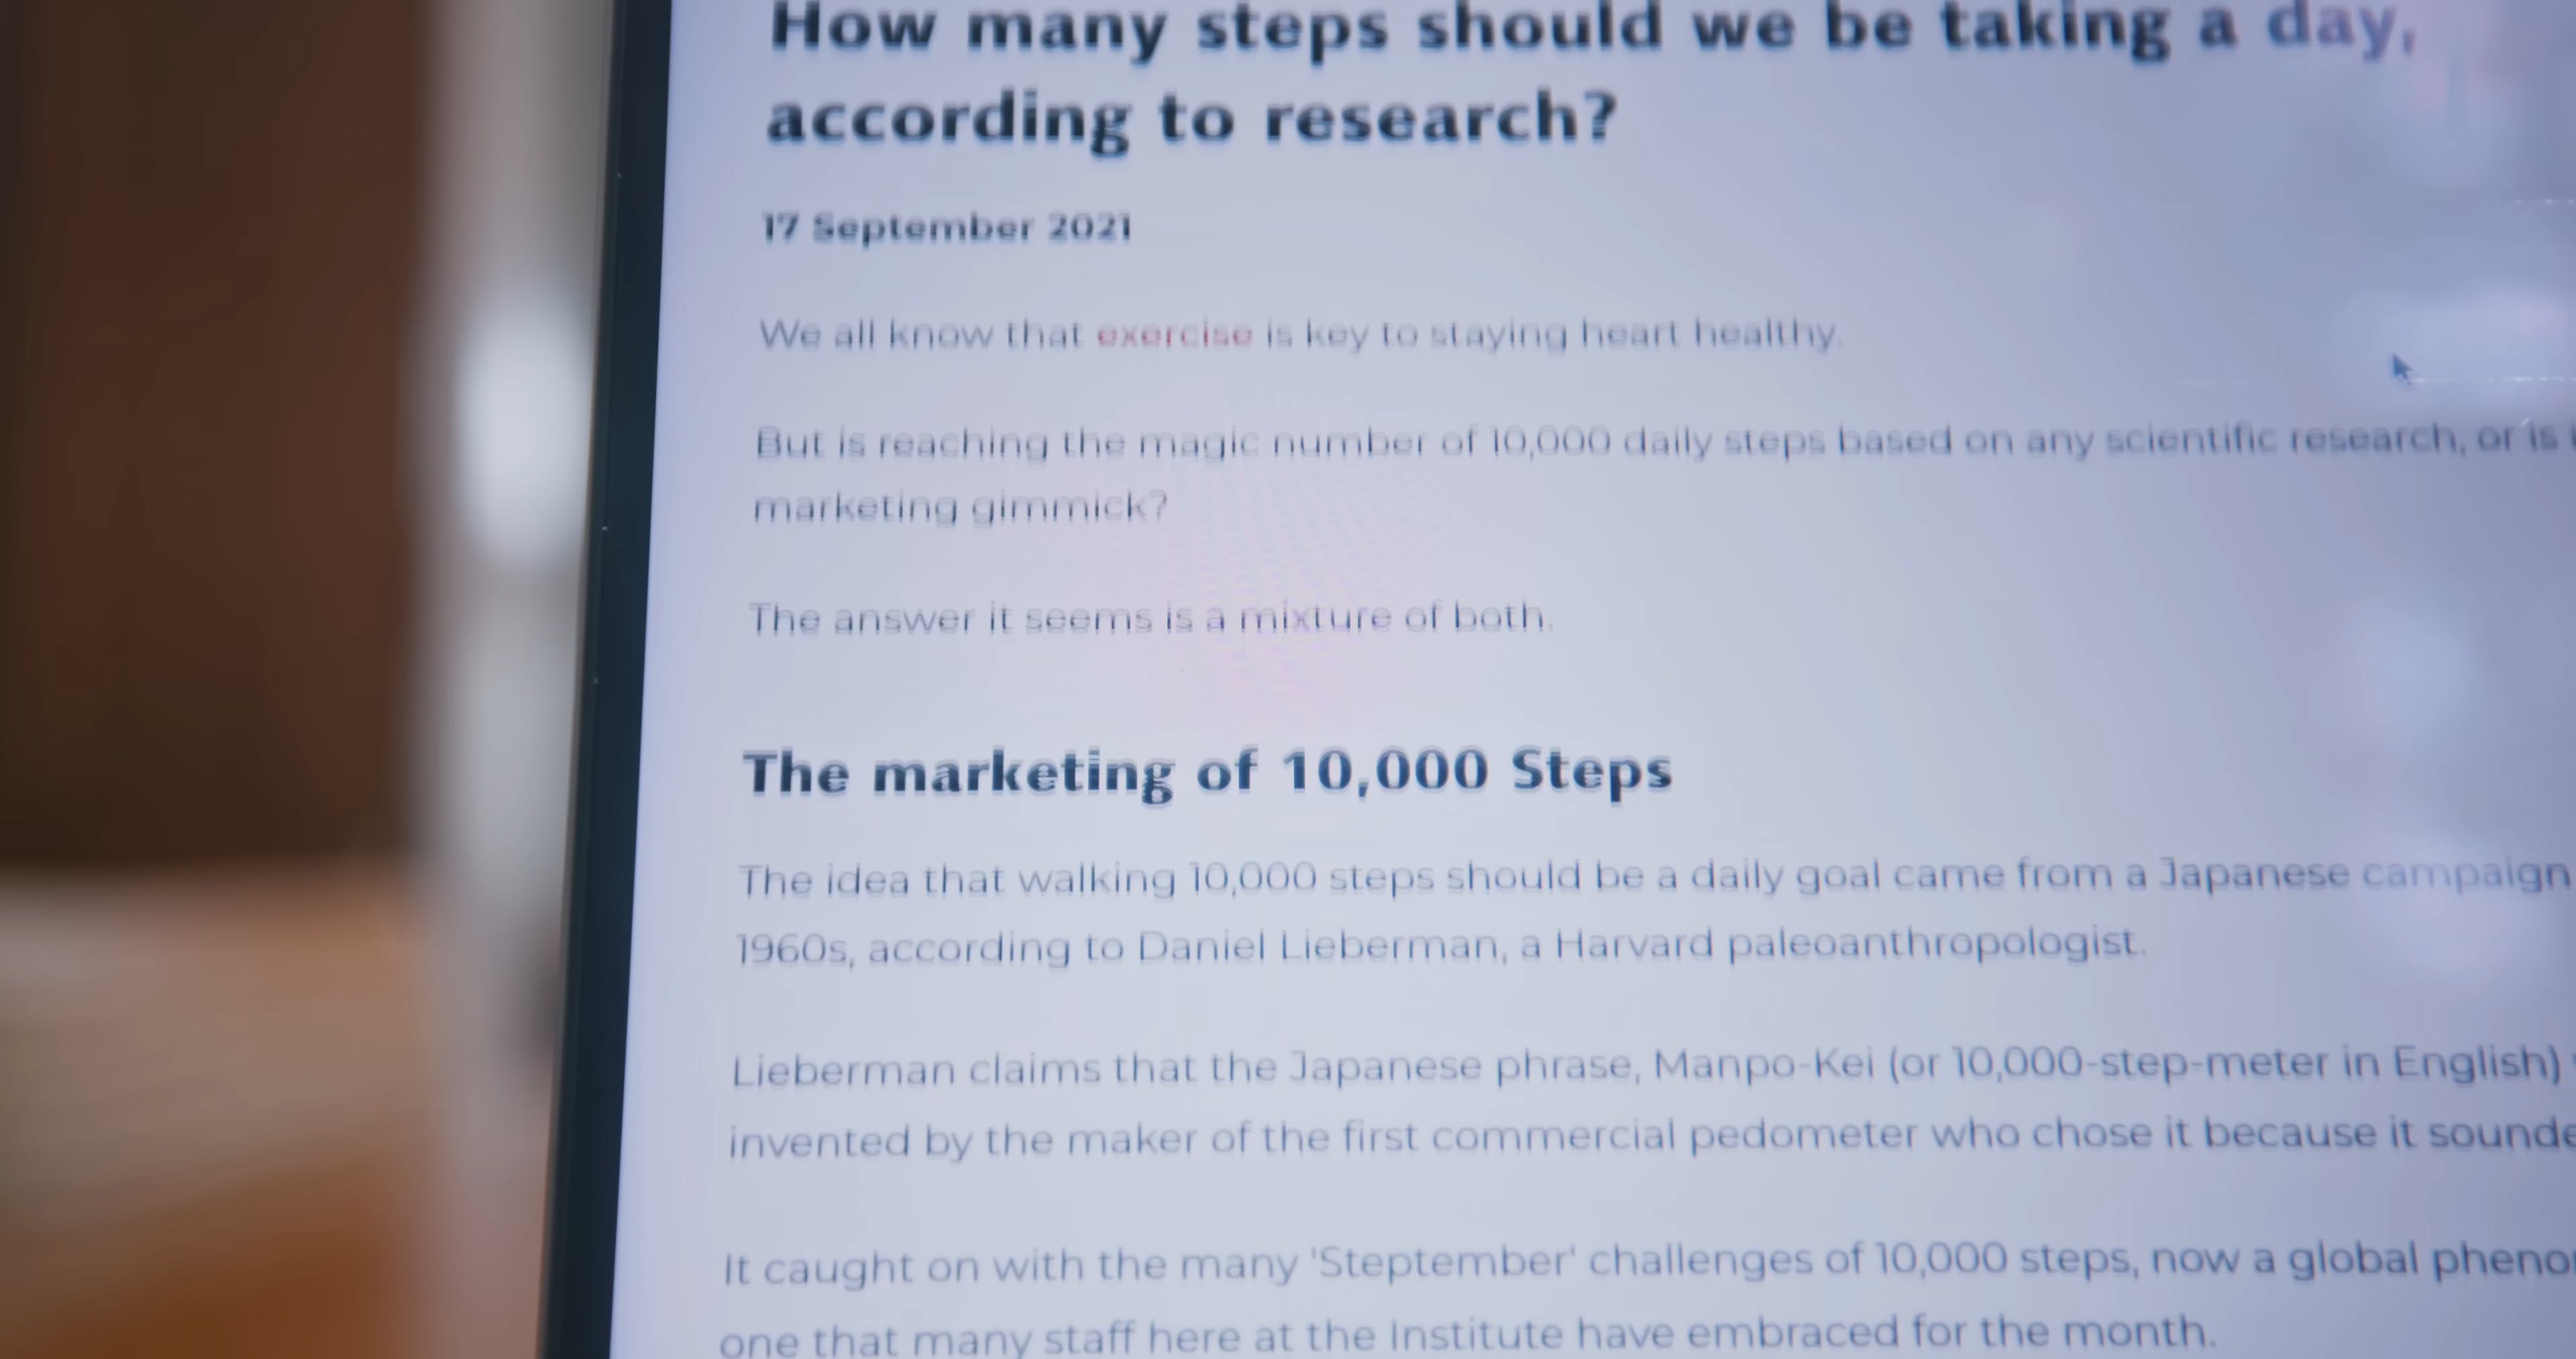 How many steps should we be taking a day,
according to research?
17 September 2021
We all know that exercise is key to staying heart healthy.
But is reaching the magic number of 10,000 daily steps based on any scientific research, or is
marketing gimmick?
The answer it seems is a mixture of both.
The marketing of 10,000 Steps
The idea that walking 10,000 steps should be a daily goal came from a Japanese campaign
1960s, according to Daniel Lieberman, a Harvard paleoanthropologist.
Lieberman claims that the Japanese phrase, Manpo-Kei (or 10,000-step-meter in English)
invented by the maker of the first commercial pedometer who chose it because it sounde
It caught on with the many 'Steptember' challenges of 10,000 steps, now a global pheno
one that many staff here at the Institute have embraced for the month.